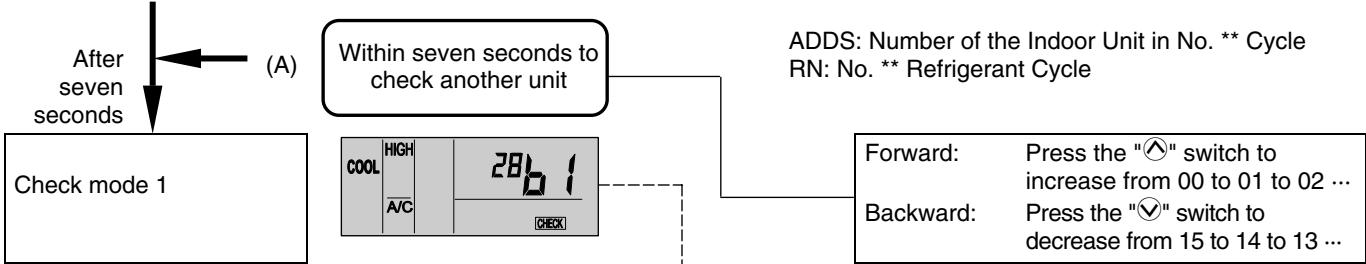 After
seven
seconds
(A)
Within seven seconds to
check another unit
ADDS: Number of the Indoor Unit in No. ** Cycle
RN: No. ** Refrigerant Cycle
Check mode 1
COOL
HIGH
A/C
28 b1
CHECK
Forward: Press the "⌃" switch to
increase from 00 to 01 to 02 ···
Backward: Press the "⌄" switch to
decrease from 15 to 14 to 13 ···